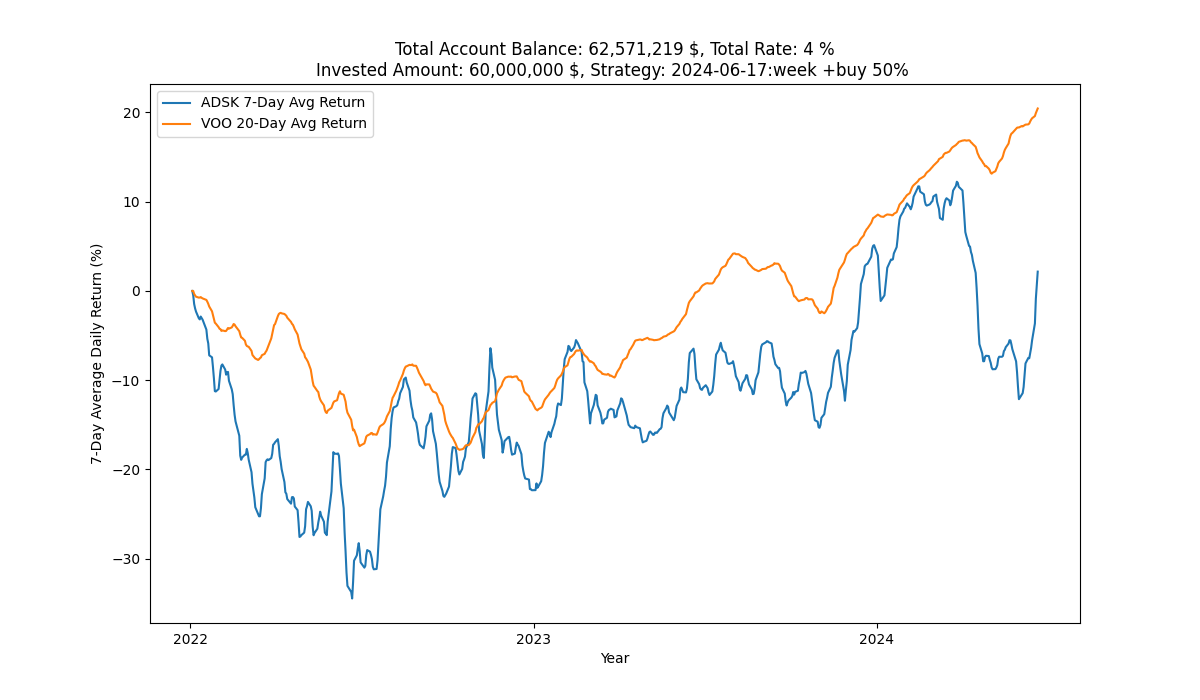 Total Account Balance: 62,571,219 $, Total Rate: 4 %
Invested Amount: 60,000,000 $, Strategy: 2024-06-17:week +buy 50%
ADSK 7-Day Avg Return
VOO 20-Day Avg Return
7-Day Average Daily Return (%)
20
10
0
−10
−20
−30
2022
2023
2024
Year